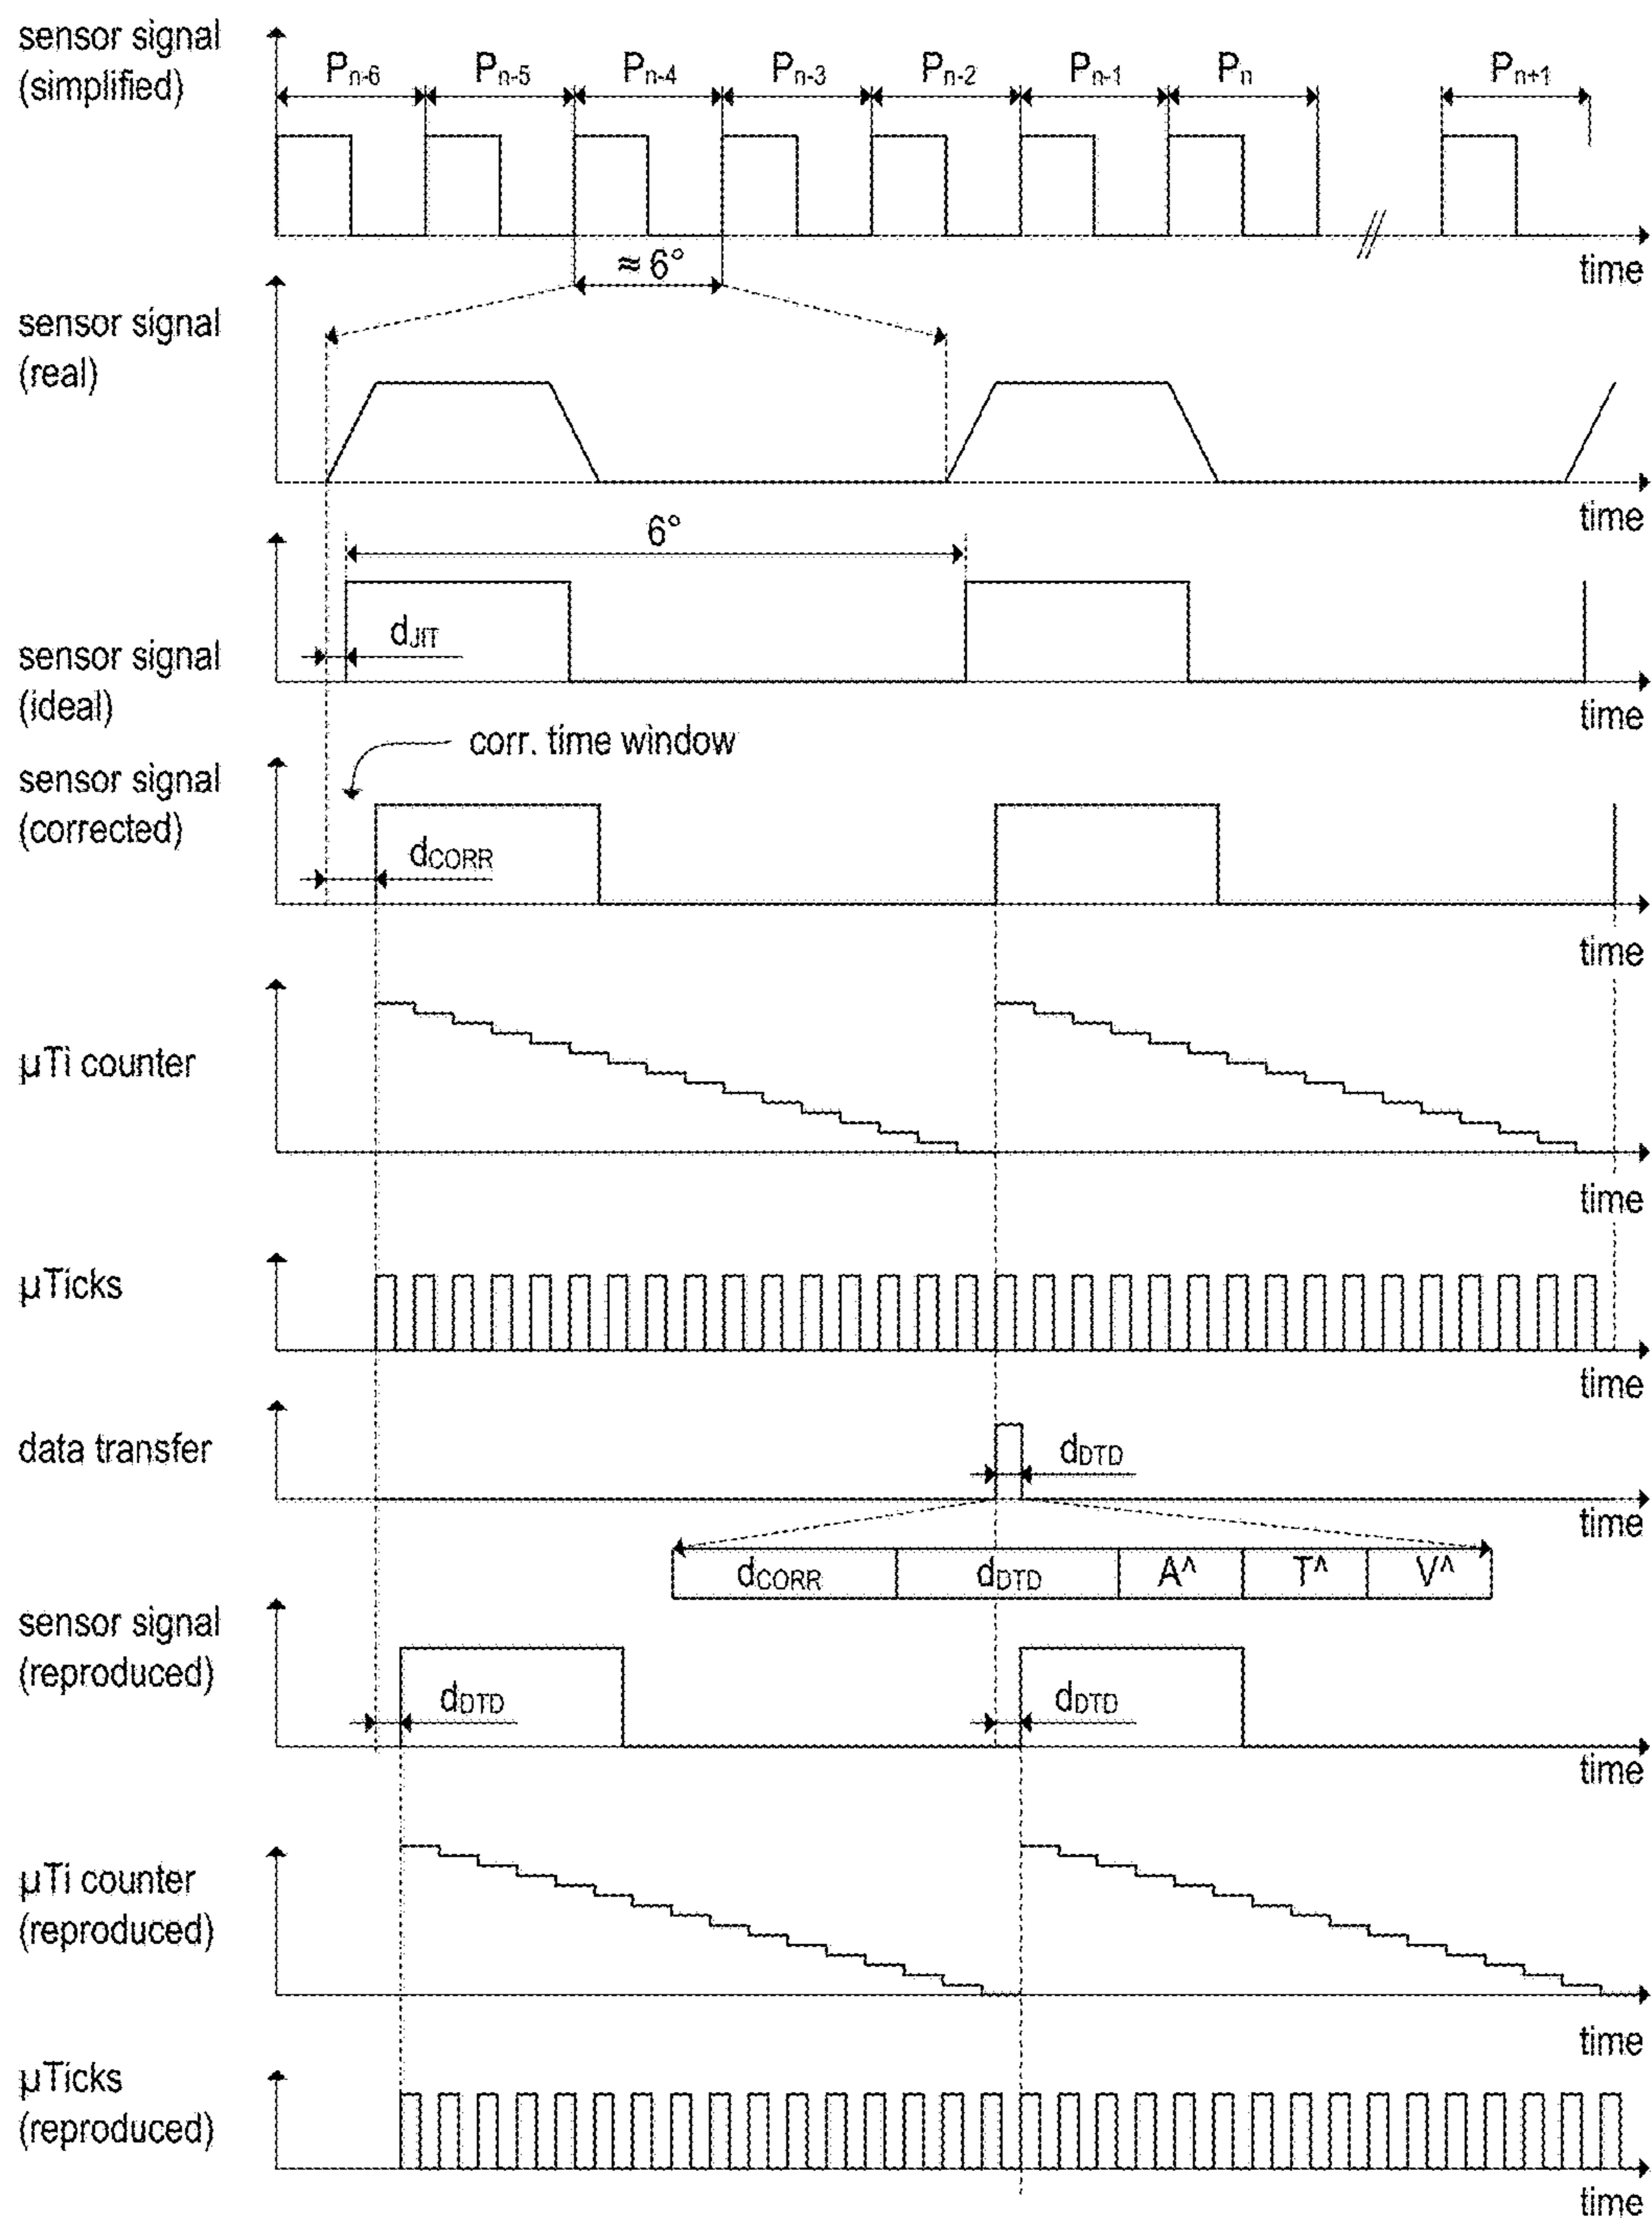 sensor signal
(simplified)
Pn-6 Pn-5 Pn-4 Pn-3 Pn-2 Pn-1 Pn Pn+1
time
≈ 6°
sensor signal
(real)
time
6°
dJIT
sensor signal
(ideal)
time
corr. time window
sensor signal
(corrected)
dCORR
time
µTi counter
time
µTicks
time
data transfer
dDTD
time
dCORR dDTD A^ T^ V^
sensor signal
(reproduced)
dDTD dDTD
time
µTi counter
(reproduced)
time
µTicks
(reproduced)
time